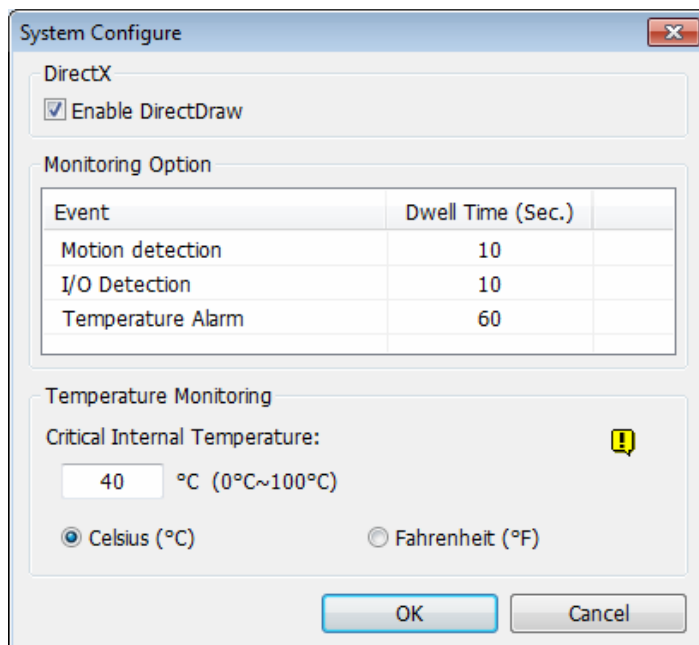 System Configure
DirectX
Enable DirectDraw
Monitoring Option
Event Dwell Time (Sec.)
Motion detection 10
I/O Detection 10
Temperature Alarm 60
Temperature Monitoring
Critical Internal Temperature:
40 °C (0°C~100°C)
Celsius (°C) Fahrenheit (°F)
OK Cancel